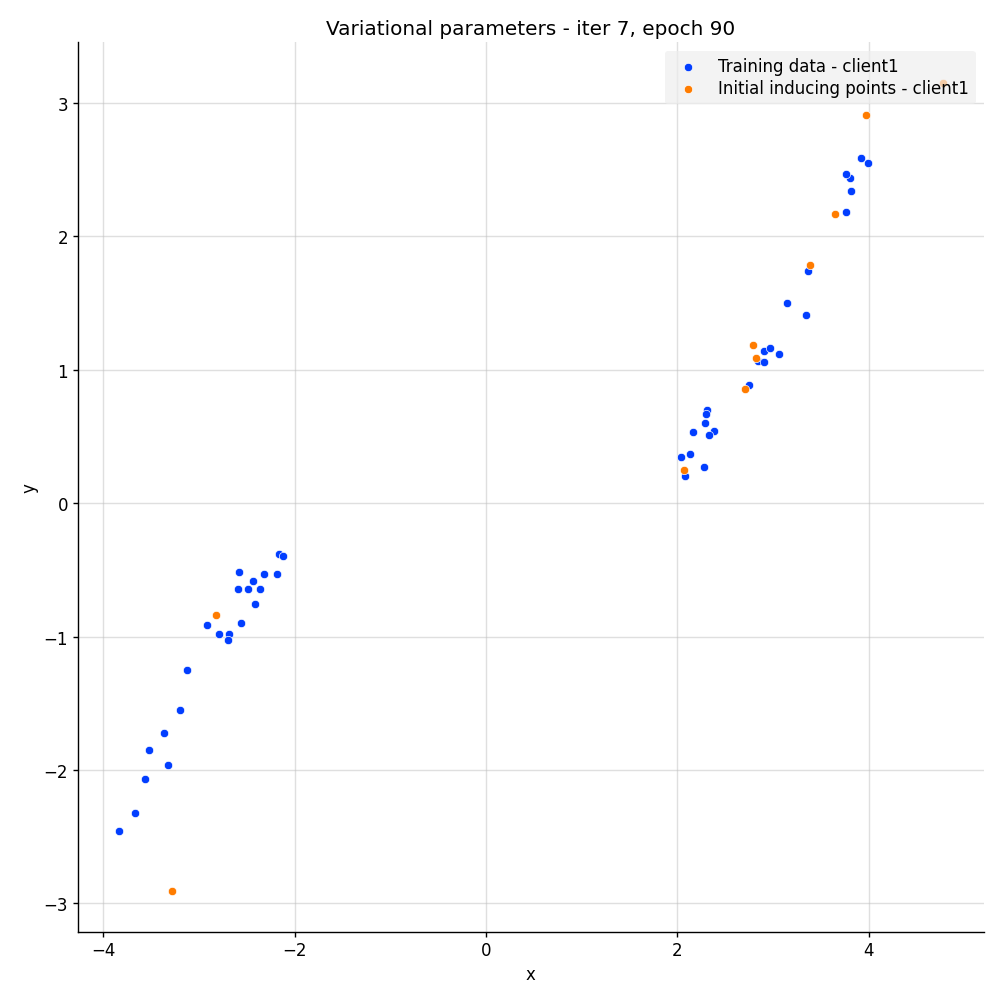 Variational parameters - iter 7, epoch 90
Training data - client1
Initial inducing points - client1
3
2
1
0
−1
−2
−3
y
−4
−2
0
2
4
x